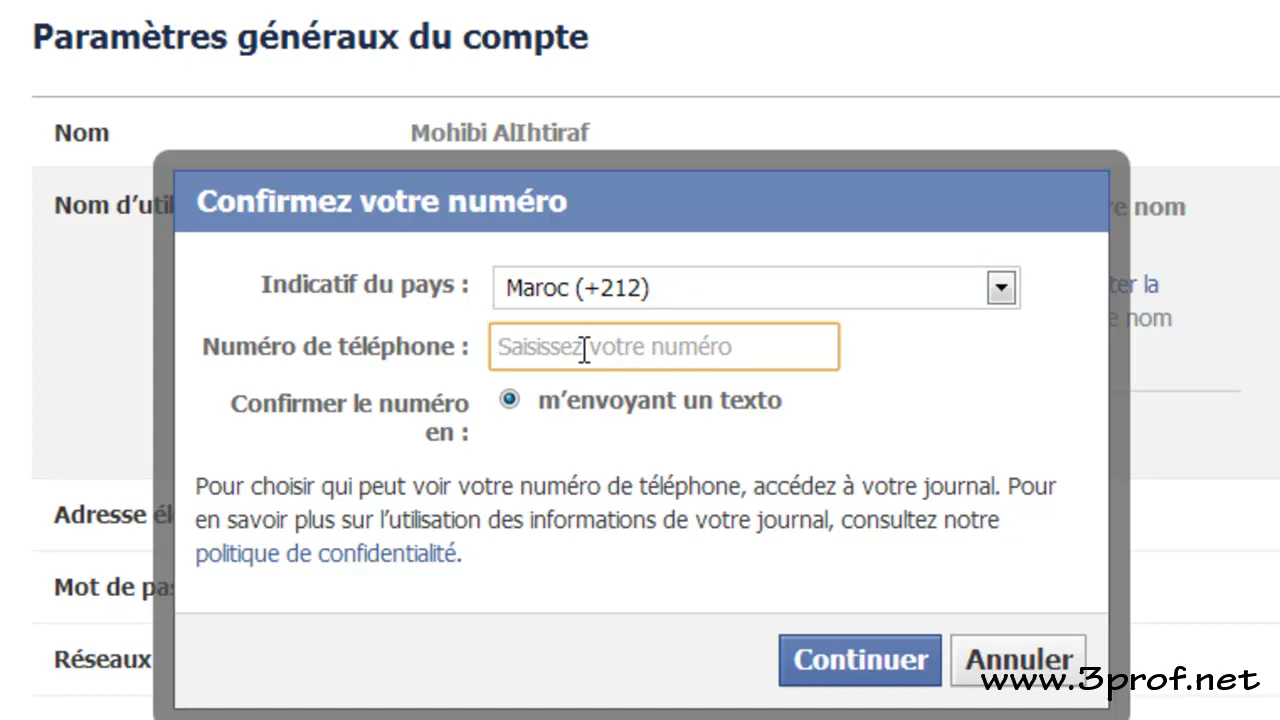 Paramètres généraux du compte
Nom Mohibi AlIhtiraf
Nom d’util
Confirmez votre numéro
re nom
Indicatif du pays : Maroc (+212)
ter la
e nom
Numéro de téléphone : Saisissez votre numéro
Confirmer le numéro en : m’envoyant un texto
Pour choisir qui peut voir votre numéro de téléphone, accédez à votre journal. Pour
en savoir plus sur l’utilisation des informations de votre journal, consultez notre
politique de confidentialité.
Adresse él
Mot de pas
Réseaux
Continuer Annuler
www.3prof.net